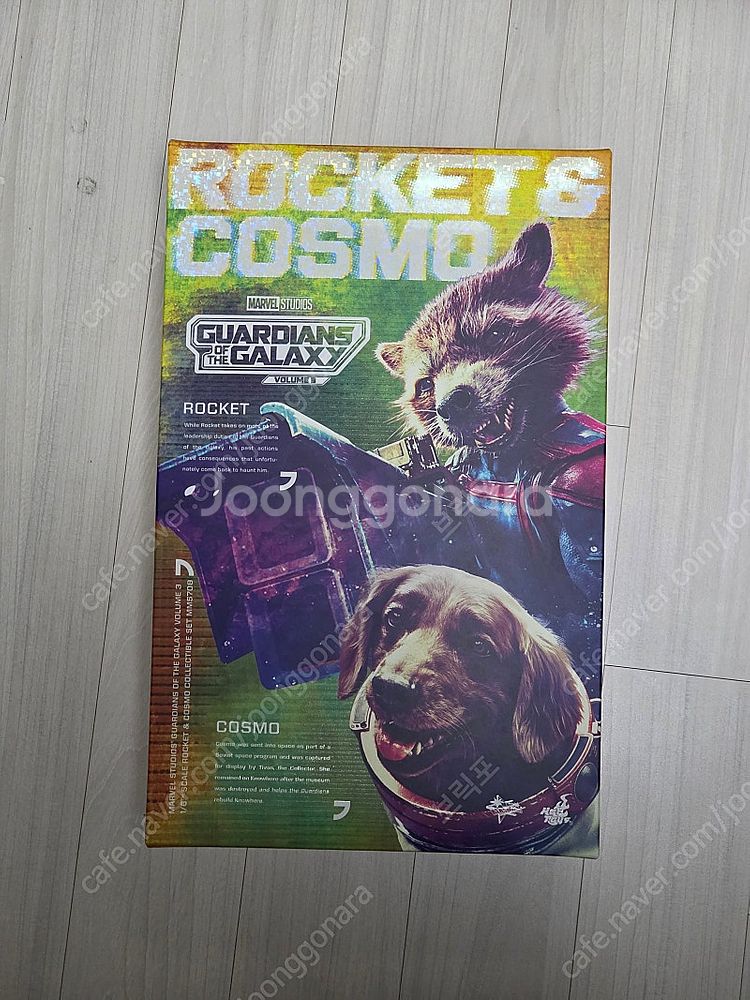 ROCKET &
COSMO
MARVEL STUDIOS
GUARDIANS
OF THE GALAXY
VOLUME 3
ROCKET
While Rocket takes on more of the
leadership duties of the Guardians
of the Galaxy, his past actions
have consequences that unfortu-
nately come back to haunt him.
Joonggonara
MARVEL STUDIOS' GUARDIANS OF THE GALAXY VOLUME 3
1/6TH SCALE ROCKET & COSMO COLLECTIBLE SET MMS708
COSMO
Cosmo was sent into space as part of a
Soviet space program and was captured
for display by Tivan, the Collector. She
remained on Knowhere after the museum
was destroyed and helps the Guardians
rebuild Knowhere.
Hot
Toys
cafe.naver.com/joonggonara